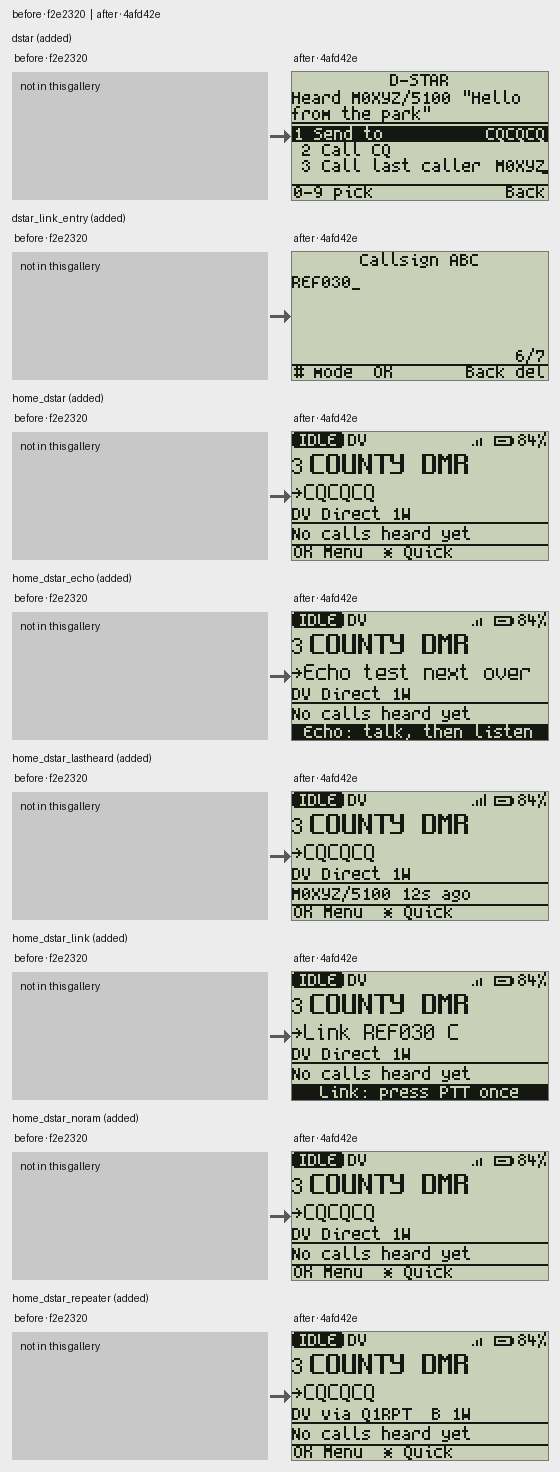 before · f2e2320 | after · 4afd42e
dstar (added)
before · f2e2320
after · 4afd42e
not in this gallery
D-STAR
Heard M0XYZ/5100 "Hello
from the park"
1 Send to CQCQCQ
2 Call CQ
3 Call last caller M0XYZ
0-9 pick Back
dstar_link_entry (added)
before · f2e2320
after · 4afd42e
not in this gallery
Callsign ABC
REF030_
6/7
# mode OK Back del
home_dstar (added)
before · f2e2320
after · 4afd42e
not in this gallery
IDLE DV 84%
3 COUNTY DMR
→CQCQCQ
DV Direct 1W
No calls heard yet
OK Menu * Quick
home_dstar_echo (added)
before · f2e2320
after · 4afd42e
not in this gallery
IDLE DV 84%
3 COUNTY DMR
→Echo test next over
DV Direct 1W
No calls heard yet
Echo: talk, then listen
home_dstar_lastheard (added)
before · f2e2320
after · 4afd42e
not in this gallery
IDLE DV 84%
3 COUNTY DMR
→CQCQCQ
DV Direct 1W
M0XYZ/5100 12s ago
OK Menu * Quick
home_dstar_link (added)
before · f2e2320
after · 4afd42e
not in this gallery
IDLE DV 84%
3 COUNTY DMR
→Link REF030 C
DV Direct 1W
No calls heard yet
Link: press PTT once
home_dstar_noram (added)
before · f2e2320
after · 4afd42e
not in this gallery
IDLE DV 84%
3 COUNTY DMR
→CQCQCQ
DV Direct 1W
No calls heard yet
OK Menu * Quick
home_dstar_repeater (added)
before · f2e2320
after · 4afd42e
not in this gallery
IDLE DV 84%
3 COUNTY DMR
→CQCQCQ
DV via Q1RPT B 1W
No calls heard yet
OK Menu * Quick